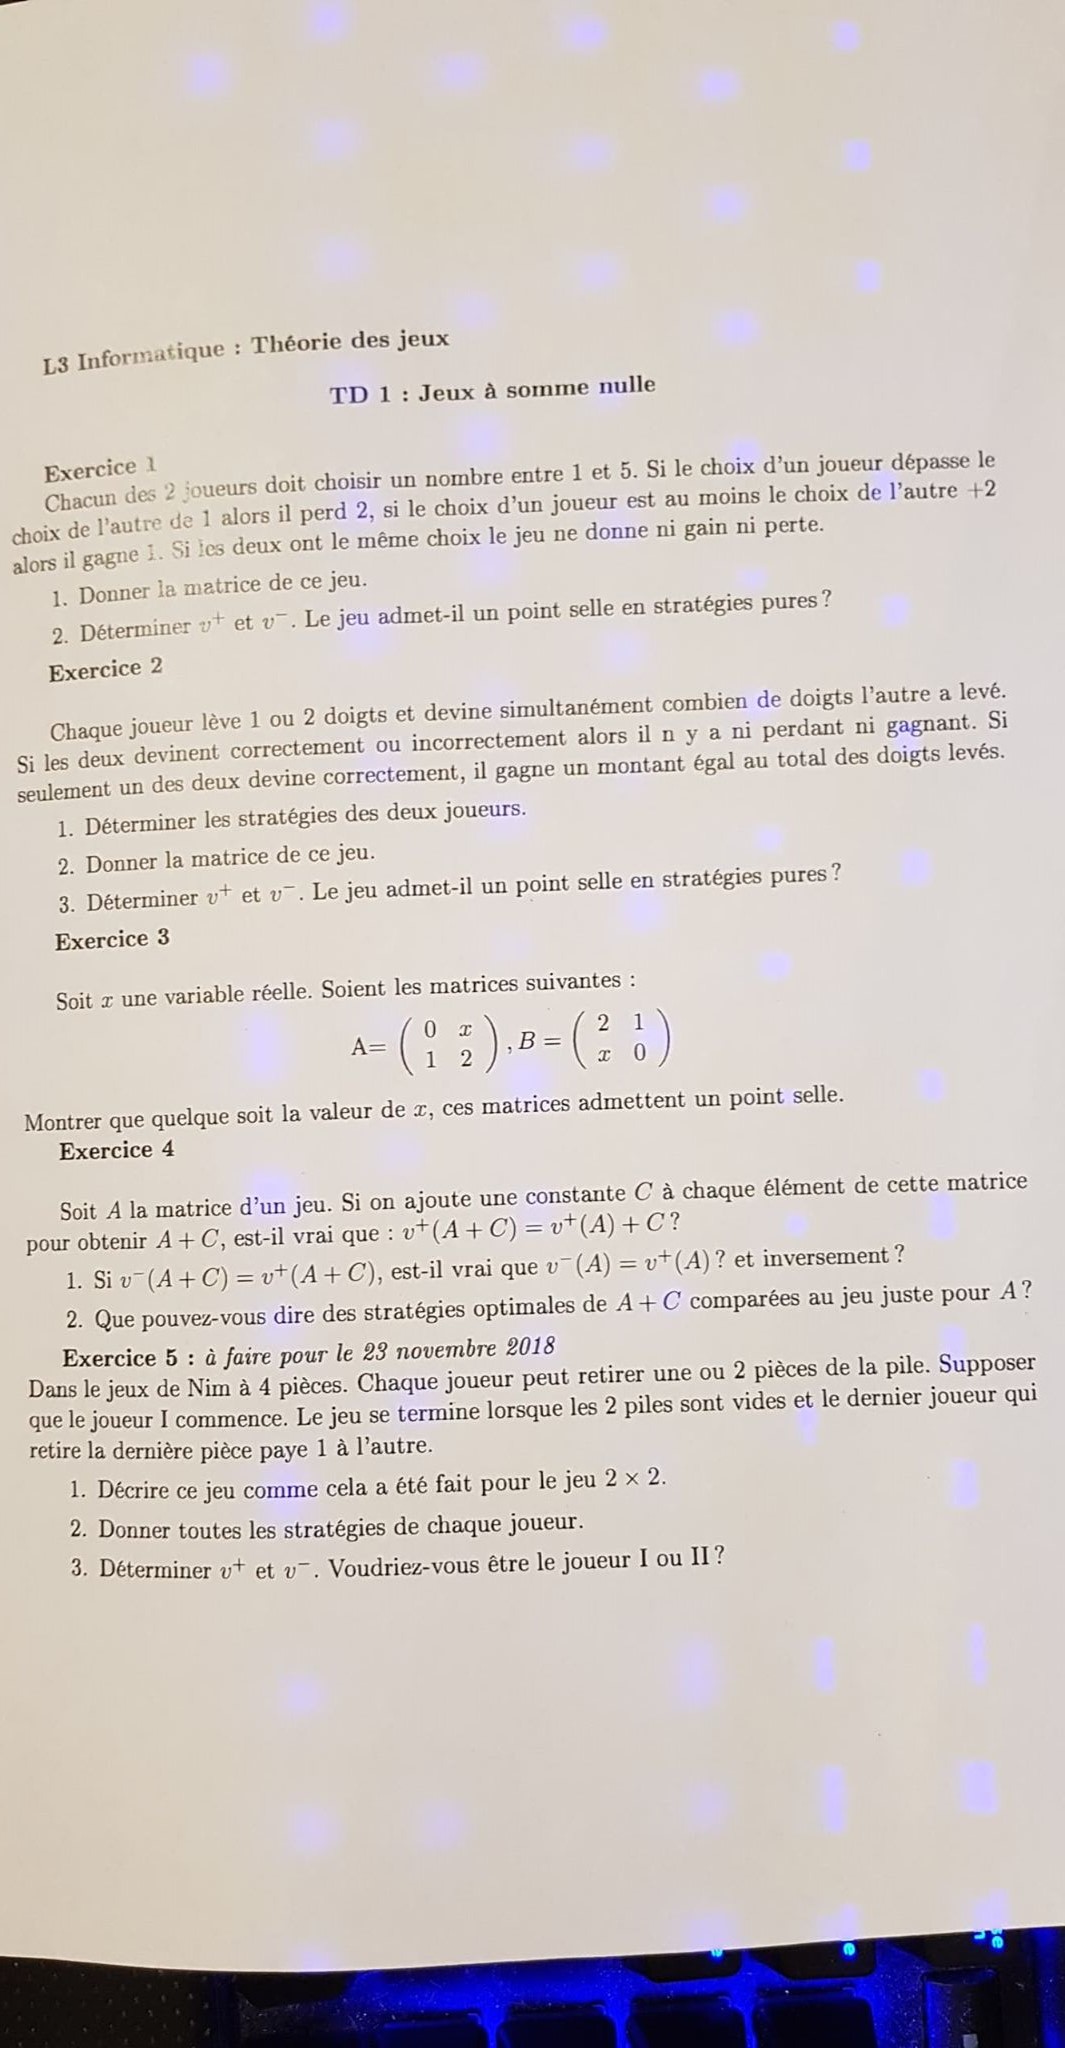 L3 Informatique : Théorie des jeux
TD 1 : Jeux à somme nulle
Exercice 1
Chacun des 2 joueurs doit choisir un nombre entre 1 et 5. Si le choix d'un joueur dépasse le
choix de l'autre de 1 alors il perd 2, si le choix d'un joueur est au moins le choix de l'autre +2
alors il gagne 1. Si les deux ont le même choix le jeu ne donne ni gain ni perte.
1. Donner la matrice de ce jeu.
2. Déterminer v⁺ et v⁻. Le jeu admet-il un point selle en stratégies pures ?
Exercice 2
Chaque joueur lève 1 ou 2 doigts et devine simultanément combien de doigts l'autre a levé.
Si les deux devinent correctement ou incorrectement alors il n y a ni perdant ni gagnant. Si
seulement un des deux devine correctement, il gagne un montant égal au total des doigts levés.
1. Déterminer les stratégies des deux joueurs.
2. Donner la matrice de ce jeu.
3. Déterminer v⁺ et v⁻. Le jeu admet-il un point selle en stratégies pures ?
Exercice 3
Soit x une variable réelle. Soient les matrices suivantes :
A= ( 0 x ; 1 2 ), B = ( 2 1 ; x 0 )
Montrer que quelque soit la valeur de x, ces matrices admettent un point selle.
Exercice 4
Soit A la matrice d'un jeu. Si on ajoute une constante C à chaque élément de cette matrice
pour obtenir A + C, est-il vrai que : v⁺(A + C) = v⁺(A) + C ?
1. Si v⁻(A + C) = v⁺(A + C), est-il vrai que v⁻(A) = v⁺(A) ? et inversement ?
2. Que pouvez-vous dire des stratégies optimales de A + C comparées au jeu juste pour A ?
Exercice 5 : à faire pour le 23 novembre 2018
Dans le jeux de Nim à 4 pièces. Chaque joueur peut retirer une ou 2 pièces de la pile. Supposer
que le joueur I commence. Le jeu se termine lorsque les 2 piles sont vides et le dernier joueur qui
retire la dernière pièce paye 1 à l'autre.
1. Décrire ce jeu comme cela a été fait pour le jeu 2 × 2.
2. Donner toutes les stratégies de chaque joueur.
3. Déterminer v⁺ et v⁻. Voudriez-vous être le joueur I ou II ?